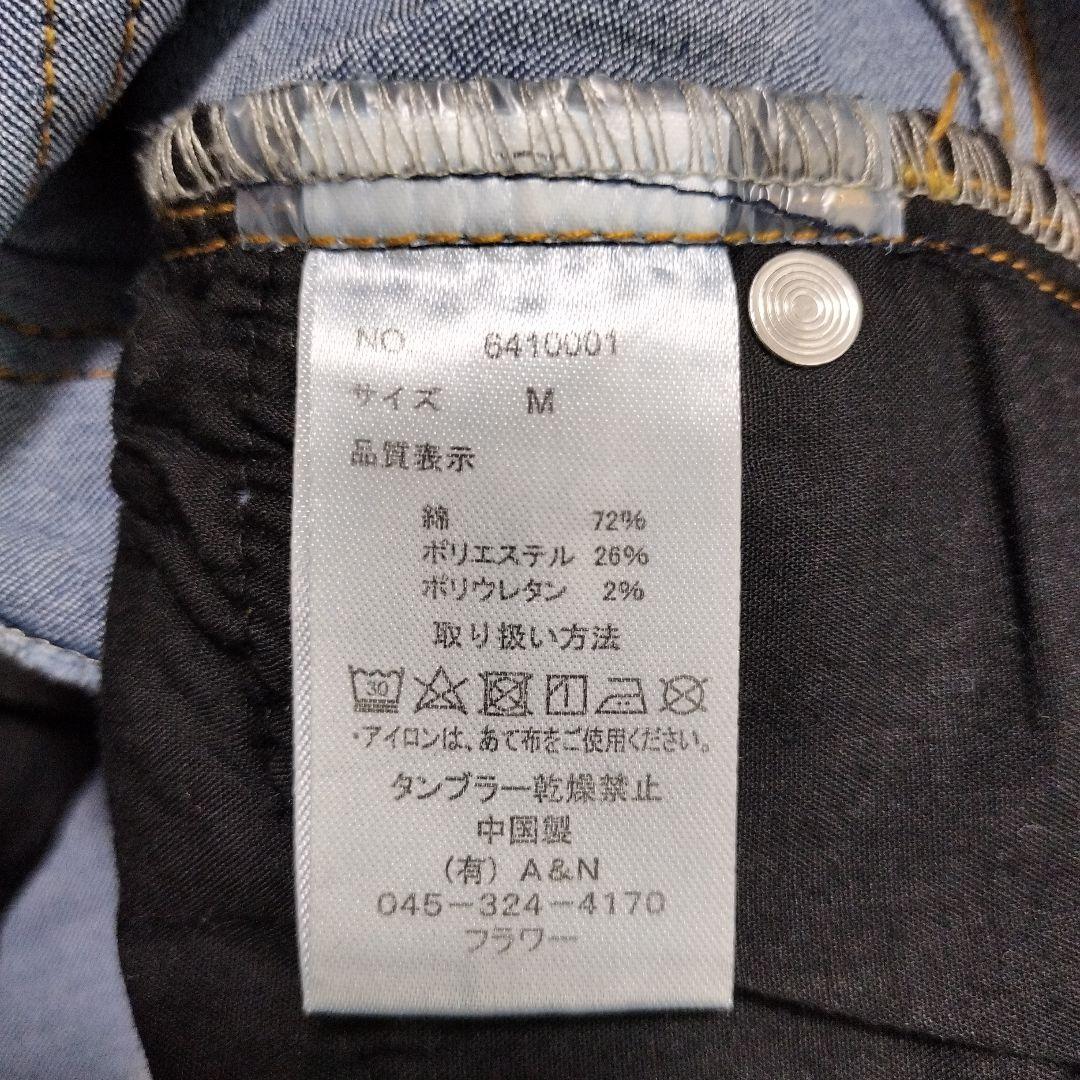 NO. 6410001
サイズ M
品質表示
綿 72%
ポリエステル 26%
ポリウレタン 2%
取り扱い方法
30
・アイロンは、あて布をご使用ください。
タンブラー乾燥禁止
中国製
(有) A&N
045-324-4170
フラワー